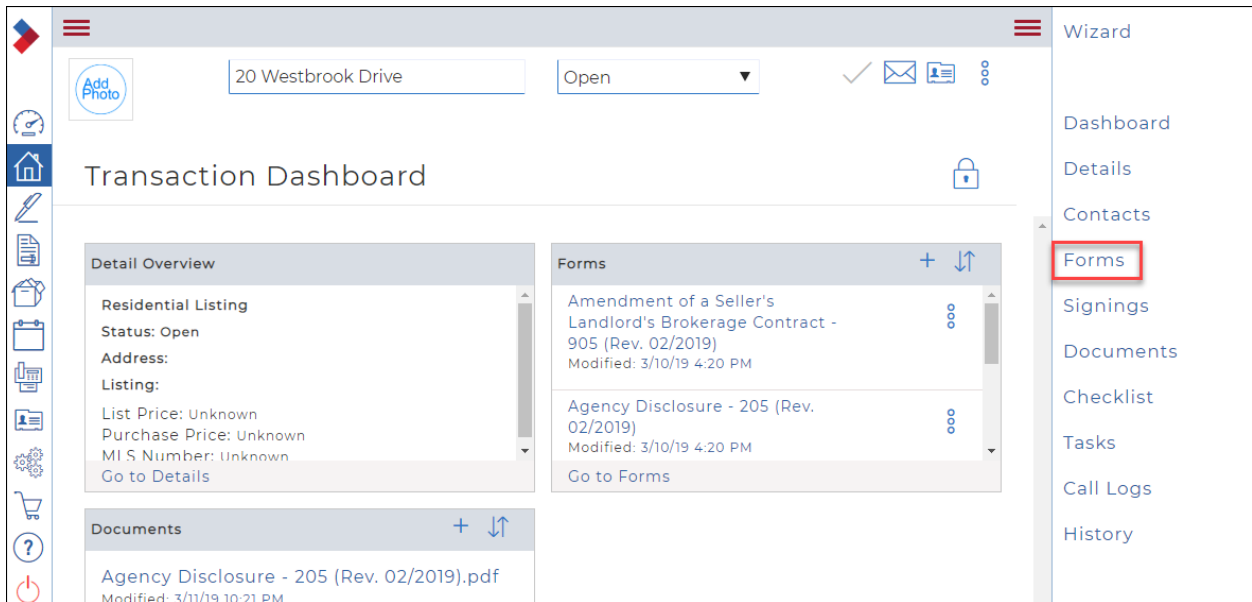 Add
Photo
20 Westbrook Drive
Open
Transaction Dashboard
Detail Overview
Residential Listing
Status: Open
Address:
Listing:
List Price: Unknown
Purchase Price: Unknown
MLS Number: Unknown
Go to Details
Forms
Amendment of a Seller's
Landlord's Brokerage Contract -
905 (Rev. 02/2019)
Modified: 3/10/19 4:20 PM
Agency Disclosure - 205 (Rev.
02/2019)
Modified: 3/10/19 4:20 PM
Go to Forms
Documents
Agency Disclosure - 205 (Rev. 02/2019).pdf
Modified: 3/11/19 10:21 PM
Wizard
Dashboard
Details
Contacts
Forms
Signings
Documents
Checklist
Tasks
Call Logs
History